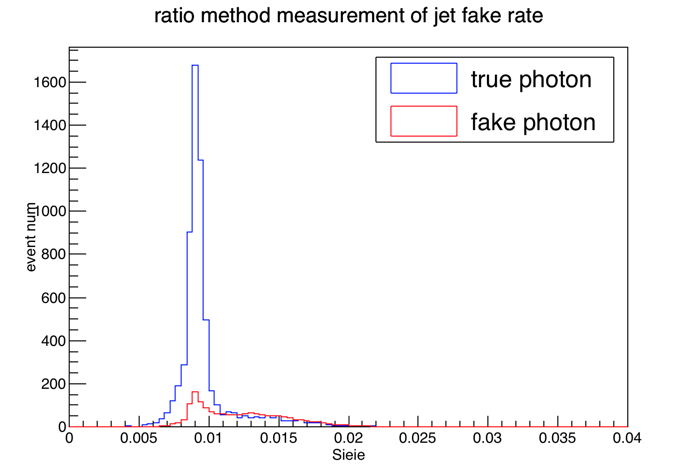 ratio method measurement of jet fake rate
true photon
fake photon
event num
1600
1400
1200
1000
800
600
400
200
0
0 0.005 0.01 0.015 0.02 0.025 0.03 0.035 0.04
Sieie